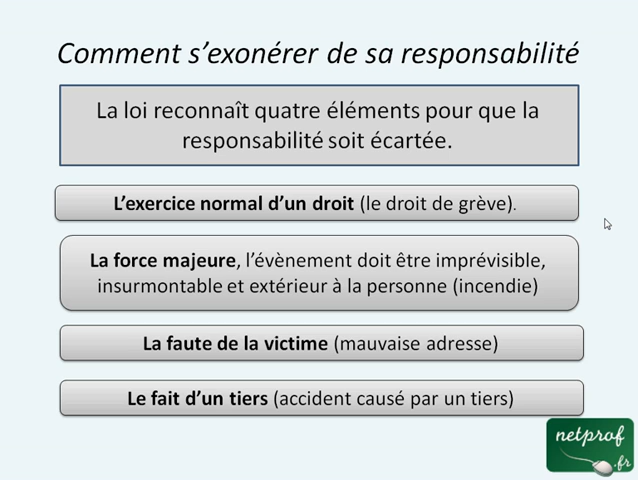 Comment s’exonérer de sa responsabilité
La loi reconnaît quatre éléments pour que la
responsabilité soit écartée.
L’exercice normal d’un droit (le droit de grève).
La force majeure, l’évènement doit être imprévisible,
insurmontable et extérieur à la personne (incendie)
La faute de la victime (mauvaise adresse)
Le fait d’un tiers (accident causé par un tiers)
netprof
.fr